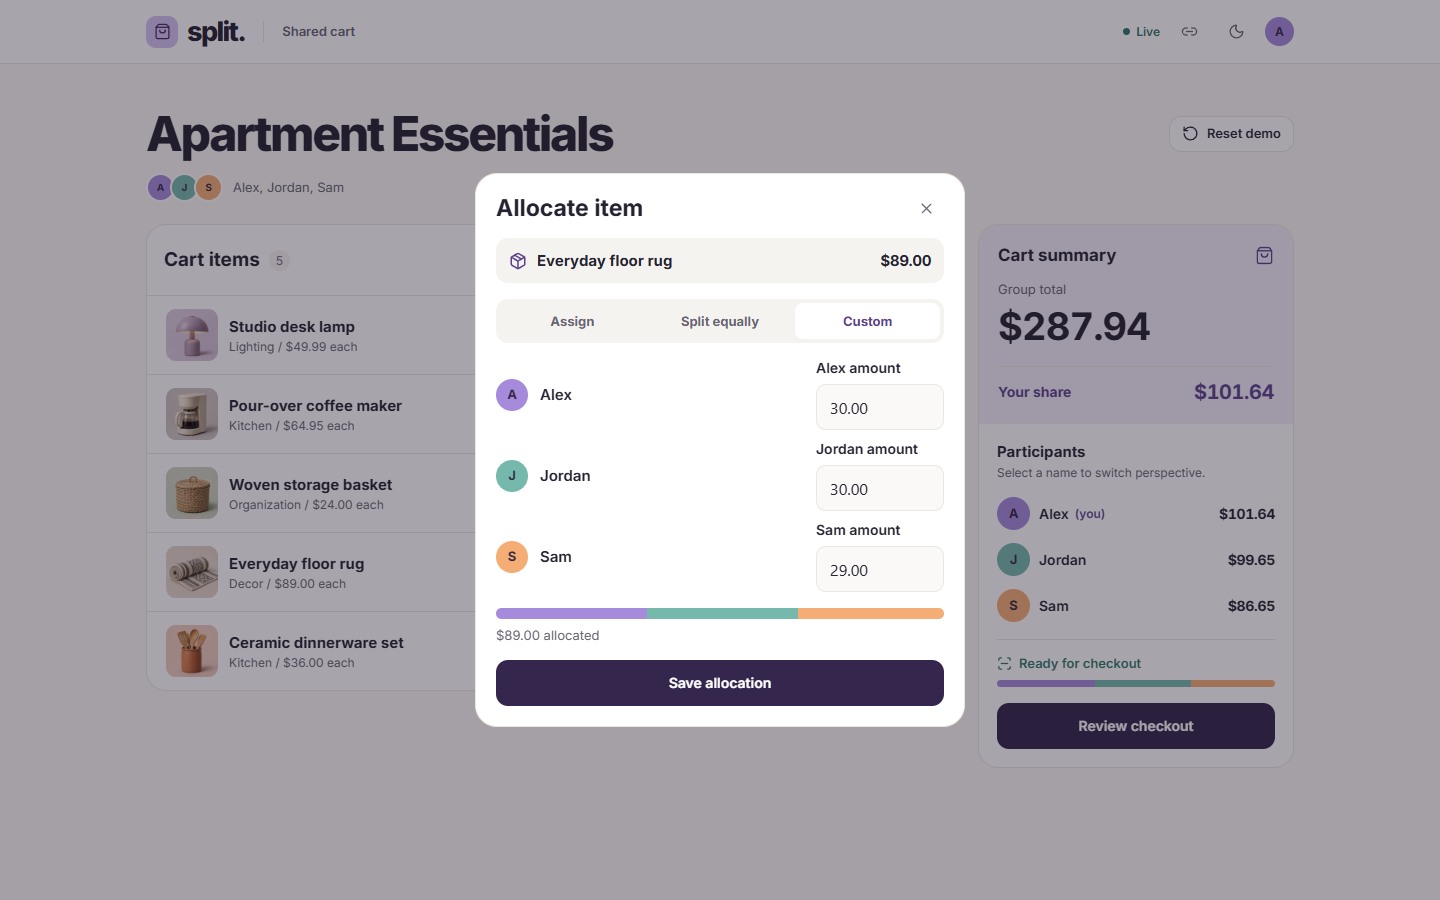 split.
Shared cart
Live
A
Apartment Essentials
Reset demo
A J S Alex, Jordan, Sam
Cart items 5
Studio desk lamp
Lighting / $49.99 each
Pour-over coffee maker
Kitchen / $64.95 each
Woven storage basket
Organization / $24.00 each
Everyday floor rug
Decor / $89.00 each
Ceramic dinnerware set
Kitchen / $36.00 each
Allocate item
Everyday floor rug $89.00
Assign Split equally Custom
Alex amount
A Alex 30.00
Jordan amount
J Jordan 30.00
Sam amount
S Sam 29.00
$89.00 allocated
Save allocation
Cart summary
Group total
$287.94
Your share $101.64
Participants
Select a name to switch perspective.
A Alex (you) $101.64
J Jordan $99.65
S Sam $86.65
Ready for checkout
Review checkout